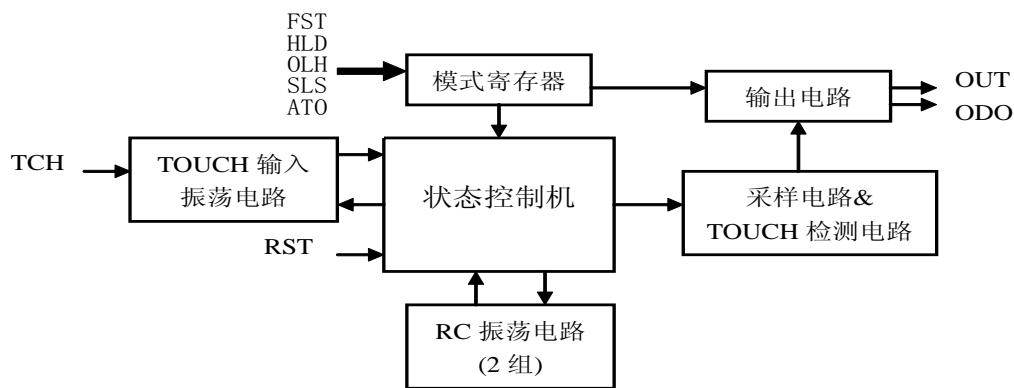 FST
HLD
OLH
SLS
ATO
模式寄存器
输出电路
OUT
ODO
TCH
TOUCH 输入
振荡电路
状态控制机
采样电路&
TOUCH 检测电路
RST
RC 振荡电路
(2 组)